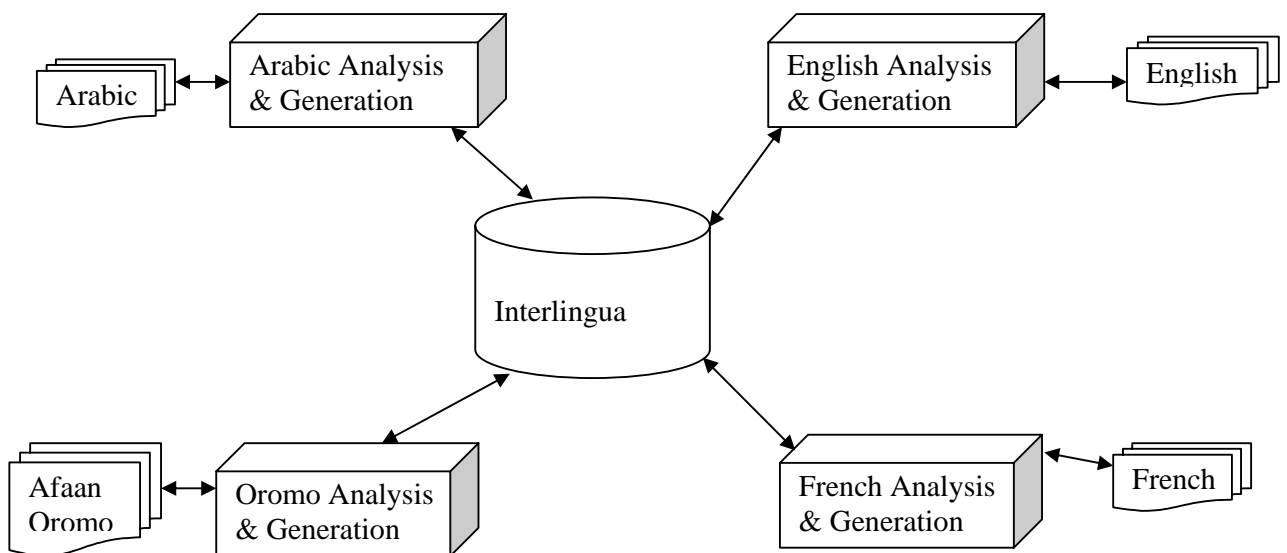 Arabic
Arabic Analysis
& Generation
English Analysis
& Generation
English
Interlingua
Afaan
Oromo
Oromo Analysis
& Generation
French Analysis
& Generation
French